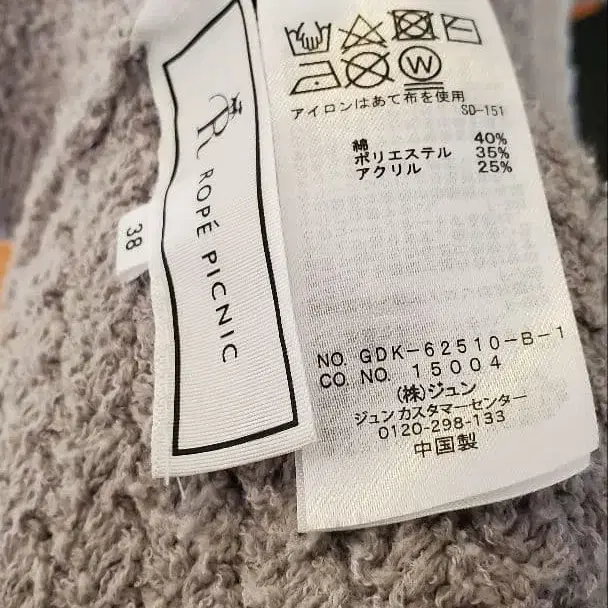 R
ROPÉ PICNIC
38
W
アイロンはあて布を使用
SD-151
綿 40%
ポリエステル 35%
アクリル 25%
NO. GDK-62510-B-1
CO. NO. 15004
(株)ジュン
ジュンカスタマーセンター
0120-298-133
中国製